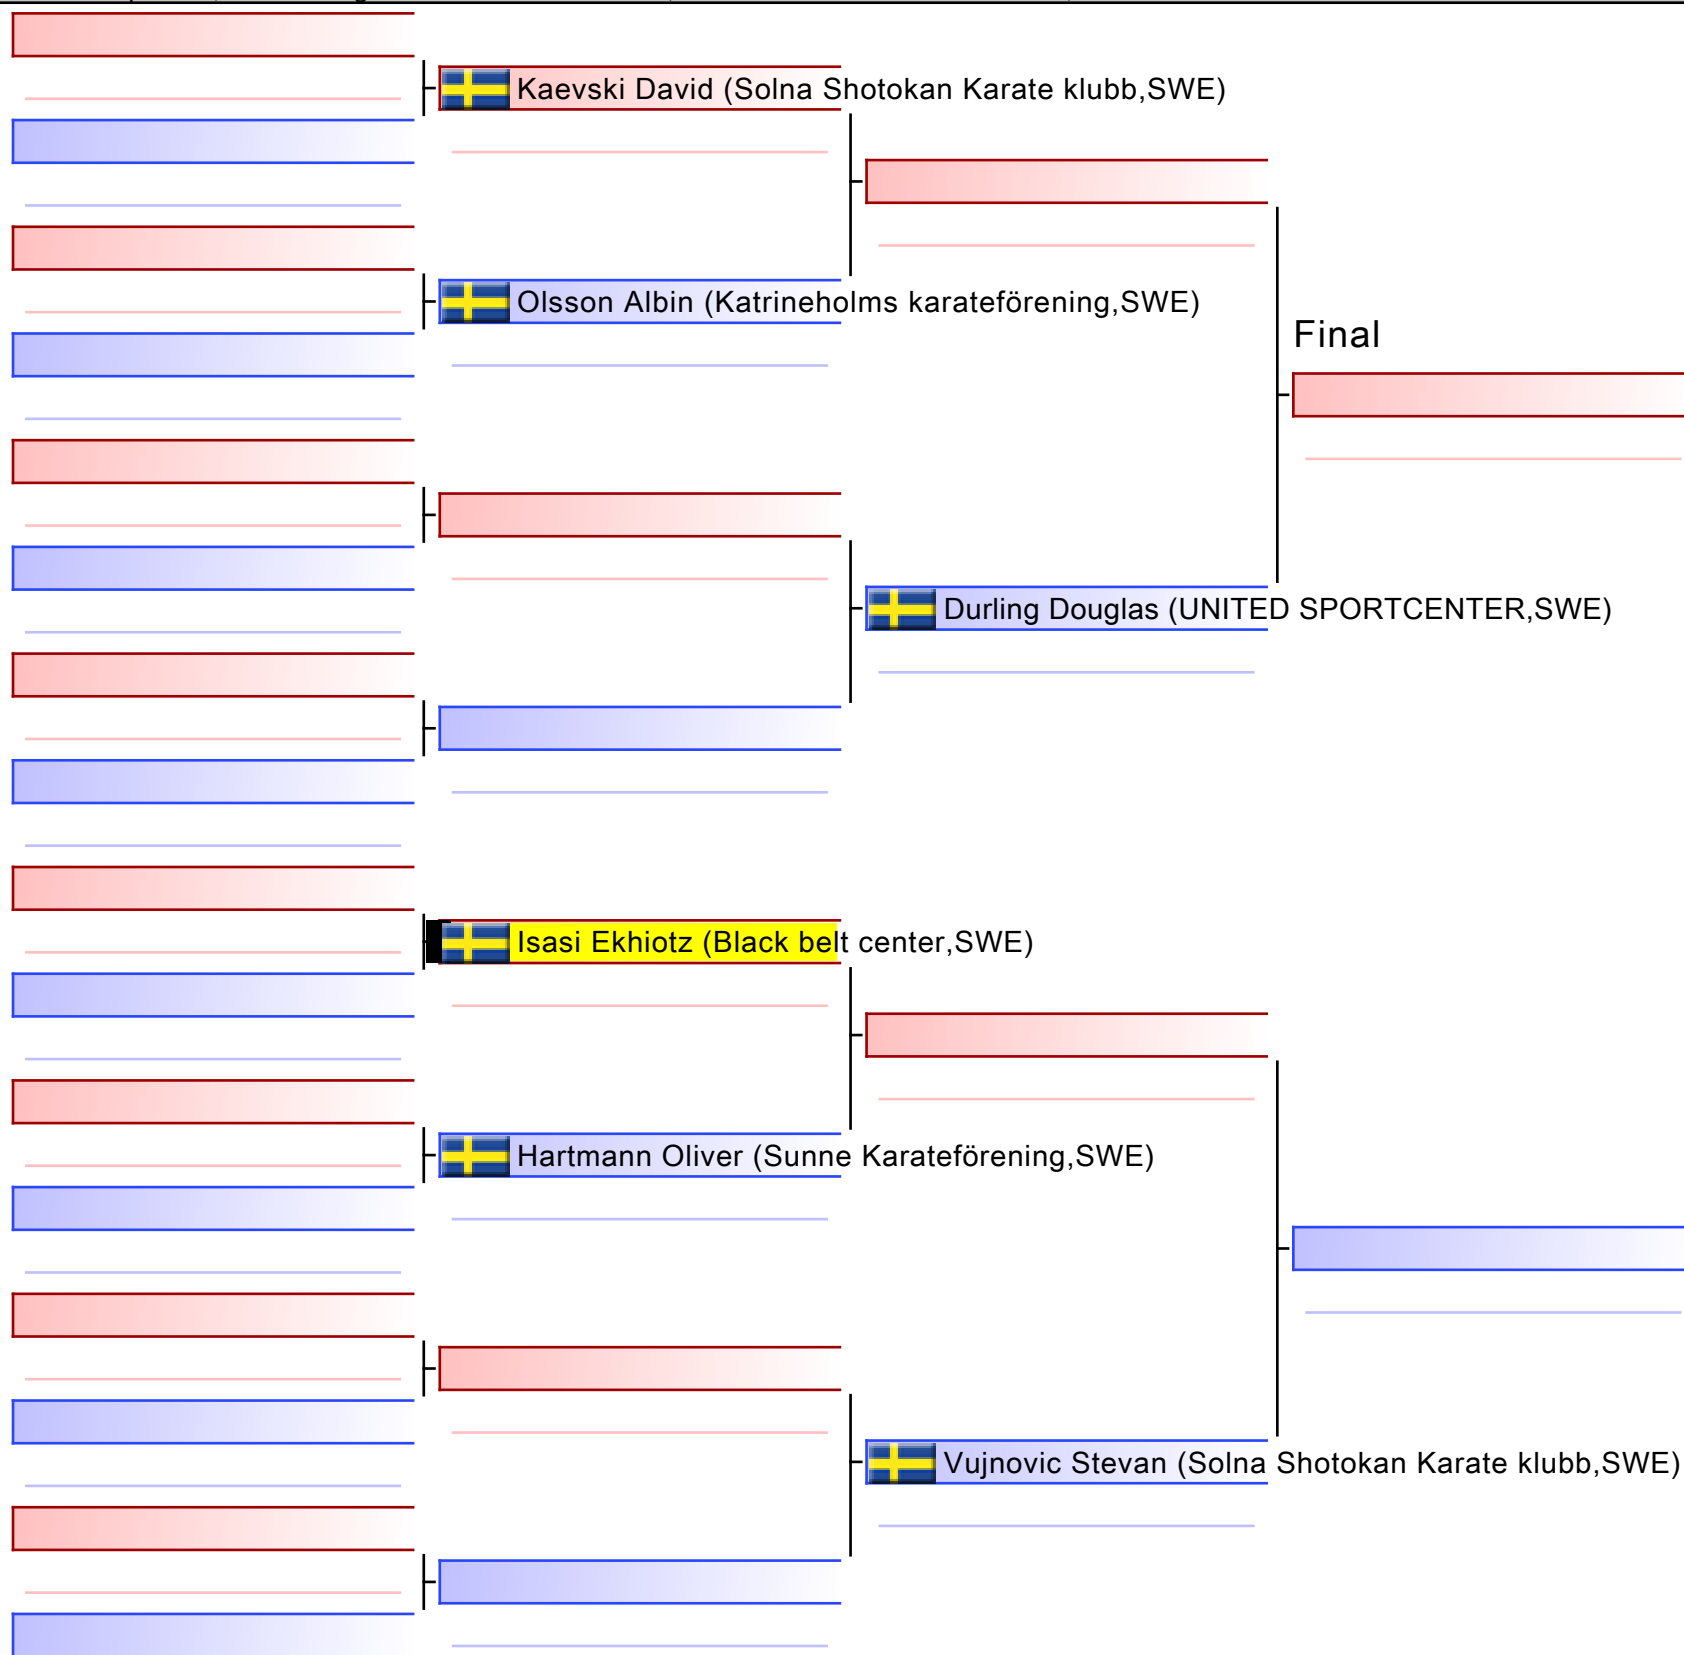 Kaevski David (Solna Shotokan Karate klubb,SWE)
Olsson Albin (Katrineholms karateförening,SWE)
Final
Durling Douglas (UNITED SPORTCENTER,SWE)
Isasi Ekhiotz (Black belt center,SWE)
Hartmann Oliver (Sunne Karateförening,SWE)
Vujnovic Stevan (Solna Shotokan Karate klubb,SWE)